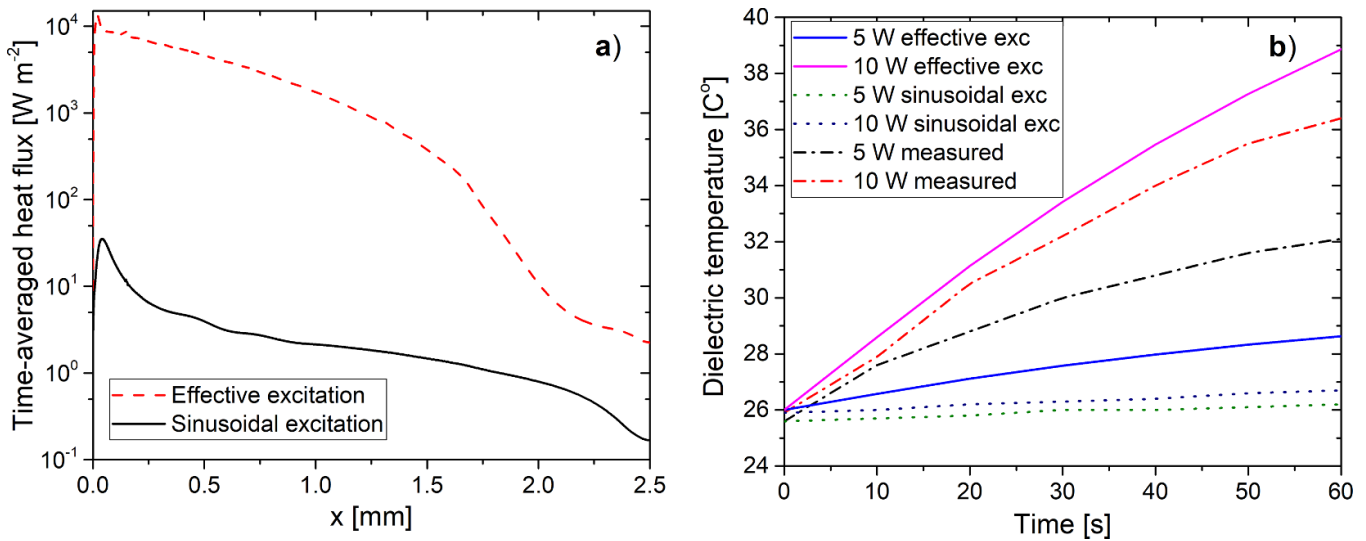 a)
Time-averaged heat flux [W m⁻²]
10⁴
10³
10²
10¹
10⁰
10⁻¹
Effective excitation
Sinusoidal excitation
0.0 0.5 1.0 1.5 2.0 2.5
x [mm]
b)
Dielectric temperature [C°]
40
38
36
34
32
30
28
26
24
5 W effective exc
10 W effective exc
5 W sinusoidal exc
10 W sinusoidal exc
5 W measured
10 W measured
0 10 20 30 40 50 60
Time [s]